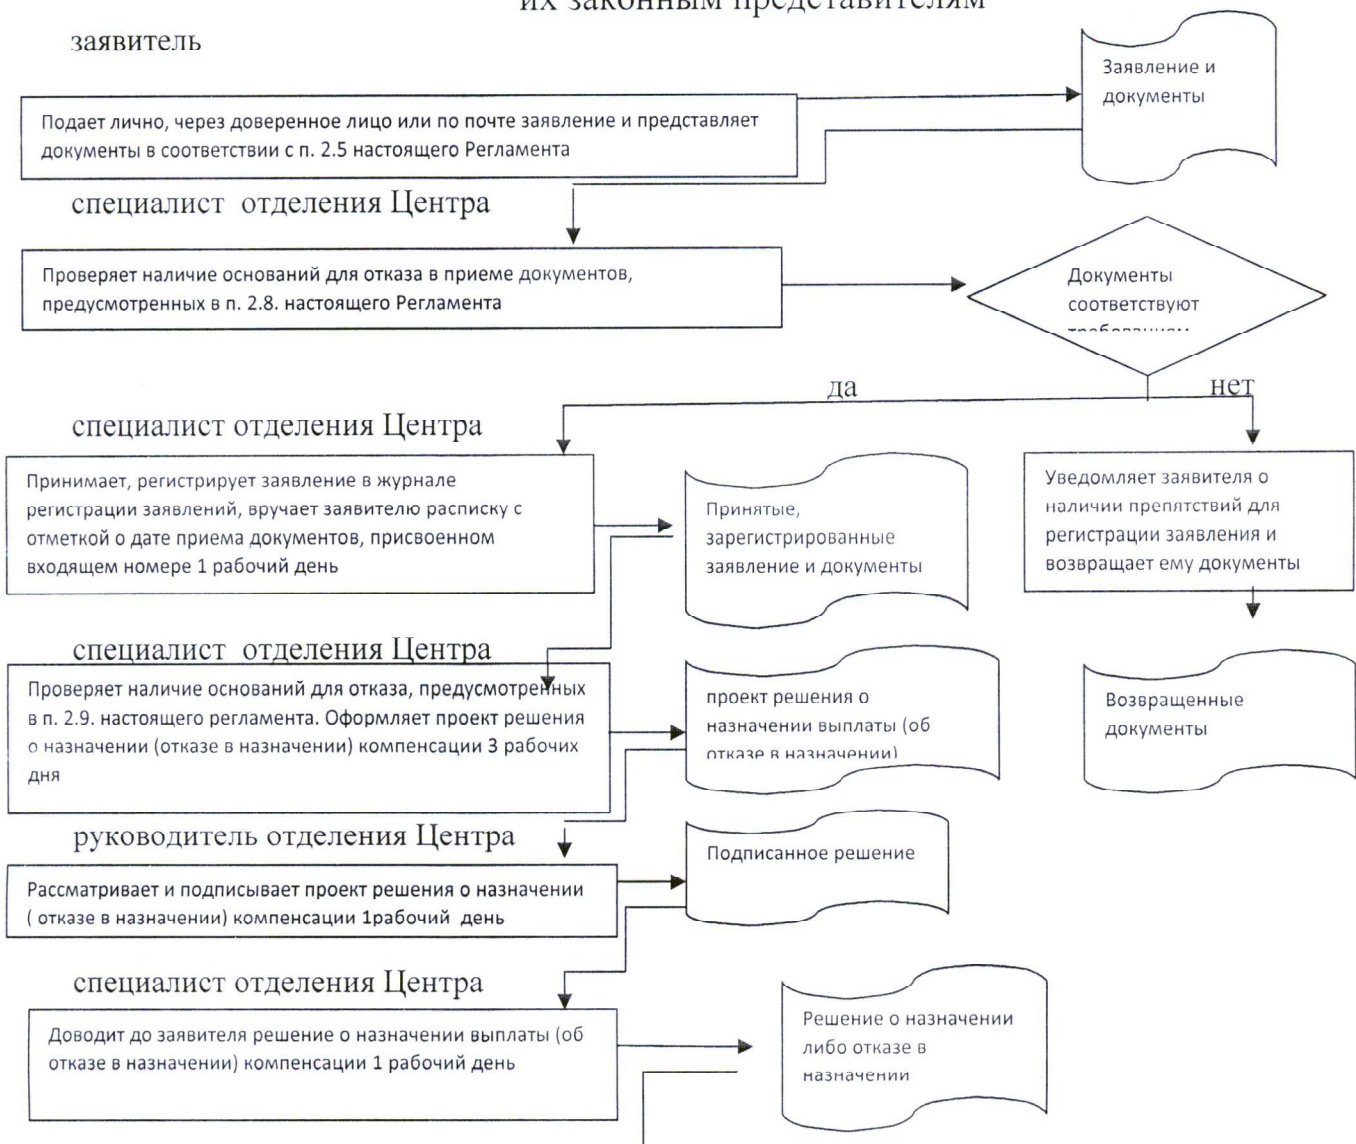 их законным представителям
заявитель
Заявление и
документы
Подает лично, через доверенное лицо или по почте заявление и представляет
документы в соответствии с п. 2.5 настоящего Регламента
специалист отделения Центра
Проверяет наличие оснований для отказа в приеме документов,
предусмотренных в п. 2.8. настоящего Регламента
Документы
соответствуют
требованиям
да
нет
специалист отделения Центра
Принимает, регистрирует заявление в журнале
регистрации заявлений, вручает заявителю расписку с
отметкой о дате приема документов, присвоенном
входящем номере 1 рабочий день
Принятые,
зарегистрированные
заявление и документы
Уведомляет заявителя о
наличии препятствий для
регистрации заявления и
возвращает ему документы
специалист отделения Центра
Проверяет наличие оснований для отказа, предусмотренных
в п. 2.9. настоящего регламента. Оформляет проект решения
о назначении (отказе в назначении) компенсации 3 рабочих
дня
проект решения о
назначении выплаты (об
отказе в назначении)
Возвращенные
документы
руководитель отделения Центра
Рассматривает и подписывает проект решения о назначении
( отказе в назначении) компенсации 1рабочий день
Подписанное решение
специалист отделения Центра
Доводит до заявителя решение о назначении выплаты (об
отказе в назначении) компенсации 1 рабочий день
Решение о назначении
либо отказе в
назначении